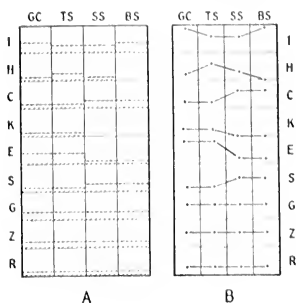 GC TS SS BS GC TS SS BS
I I
H H
C C
K K
E E
S S
G G
Z Z
R R
A B